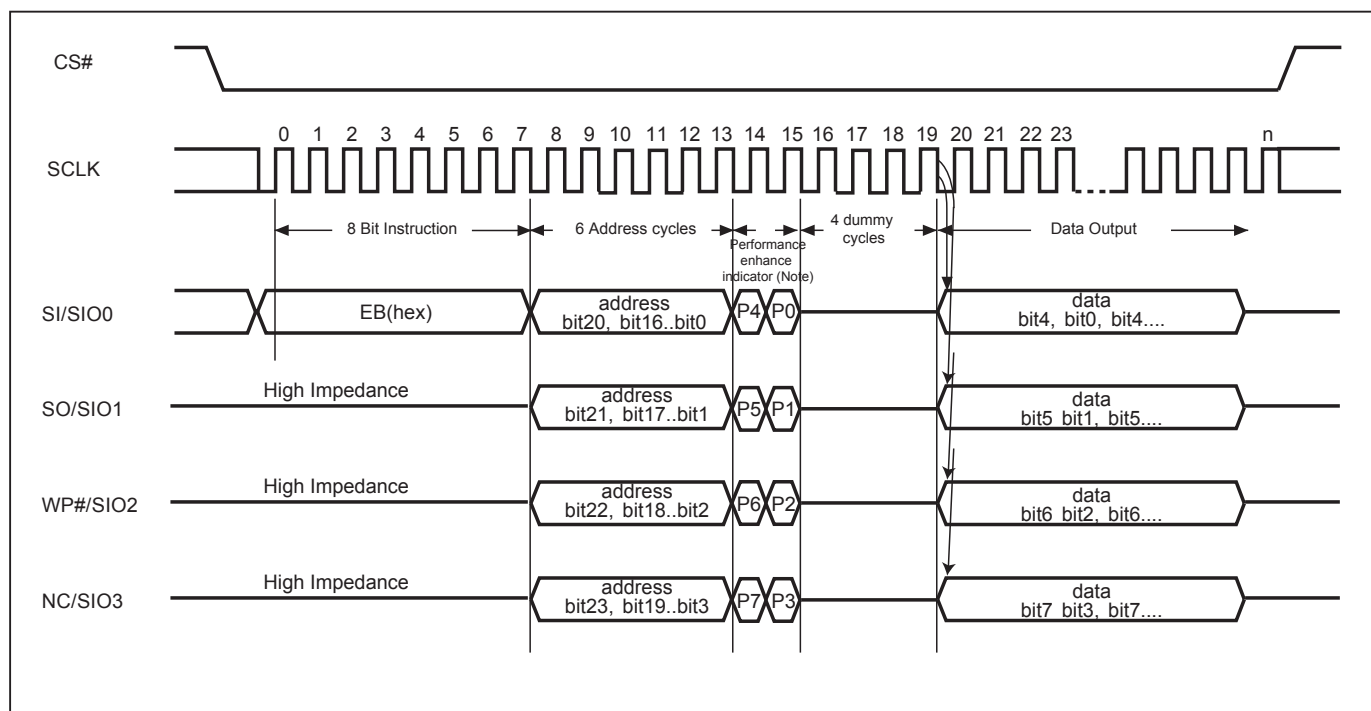 CS#
0 1 2 3 4 5 6 7 8 9 10 11 12 13 14 15 16 17 18 19 20 21 22 23 n
SCLK
8 Bit Instruction
6 Address cycles
Performance
enhance
indicator (Note)
4 dummy
cycles
Data Output
SI/SIO0
EB(hex)
address
bit20, bit16..bit0
P4 P0
data
bit4, bit0, bit4....
SO/SIO1
High Impedance
address
bit21, bit17..bit1
P5 P1
data
bit5 bit1, bit5....
WP#/SIO2
High Impedance
address
bit22, bit18..bit2
P6 P2
data
bit6 bit2, bit6....
NC/SIO3
High Impedance
address
bit23, bit19..bit3
P7 P3
data
bit7 bit3, bit7....